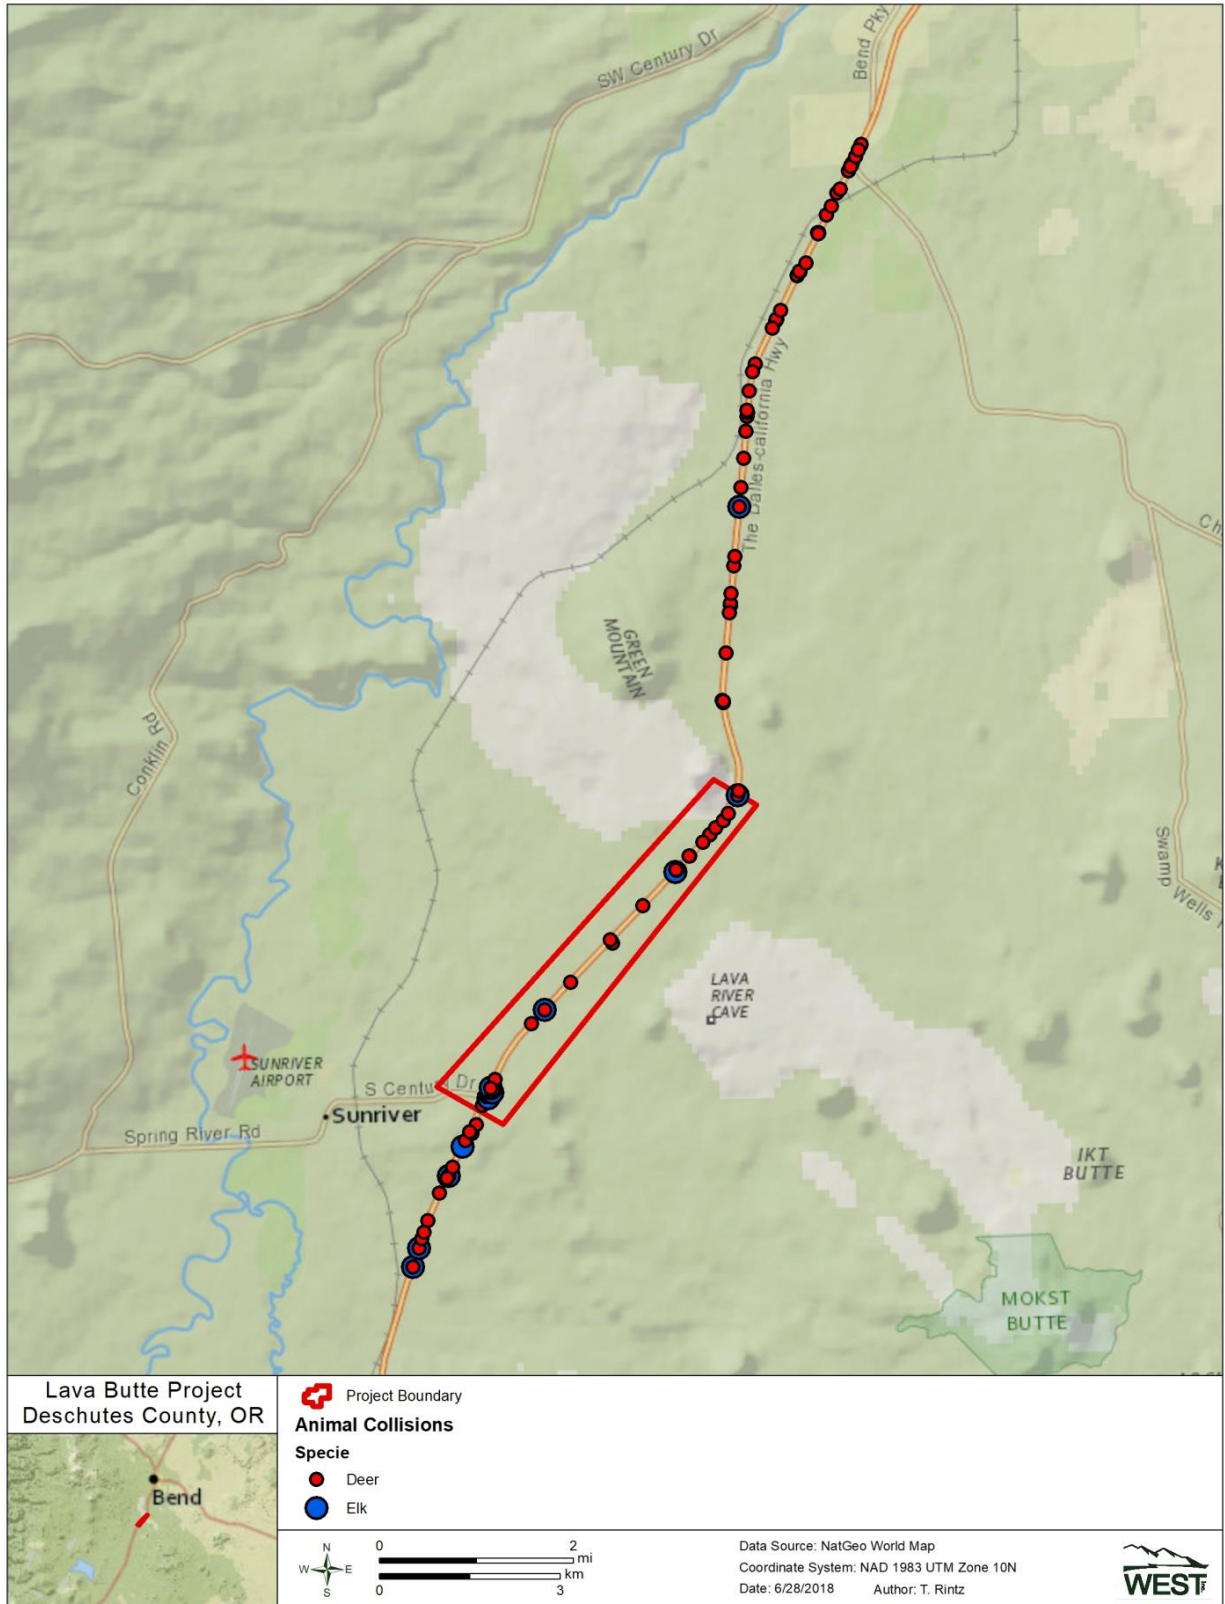 SW Century Dr
Bend Pky
The Dalles-california Hwy
GREEN
MOUNTAIN
Conklin Rd
Swamp Wells
LAVA
RIVER
CAVE
SUNRIVER
AIRPORT
S Century Dr
Sunriver
Spring River Rd
IKT
BUTTE
MOKST
BUTTE
Lava Butte Project
Deschutes County, OR
Bend
Project Boundary
Animal Collisions
Specie
Deer
Elk
N
W E
S
0 2
mi
km
0 3
Data Source: NatGeo World Map
Coordinate System: NAD 1983 UTM Zone 10N
Date: 6/28/2018 Author: T. Rintz
WEST